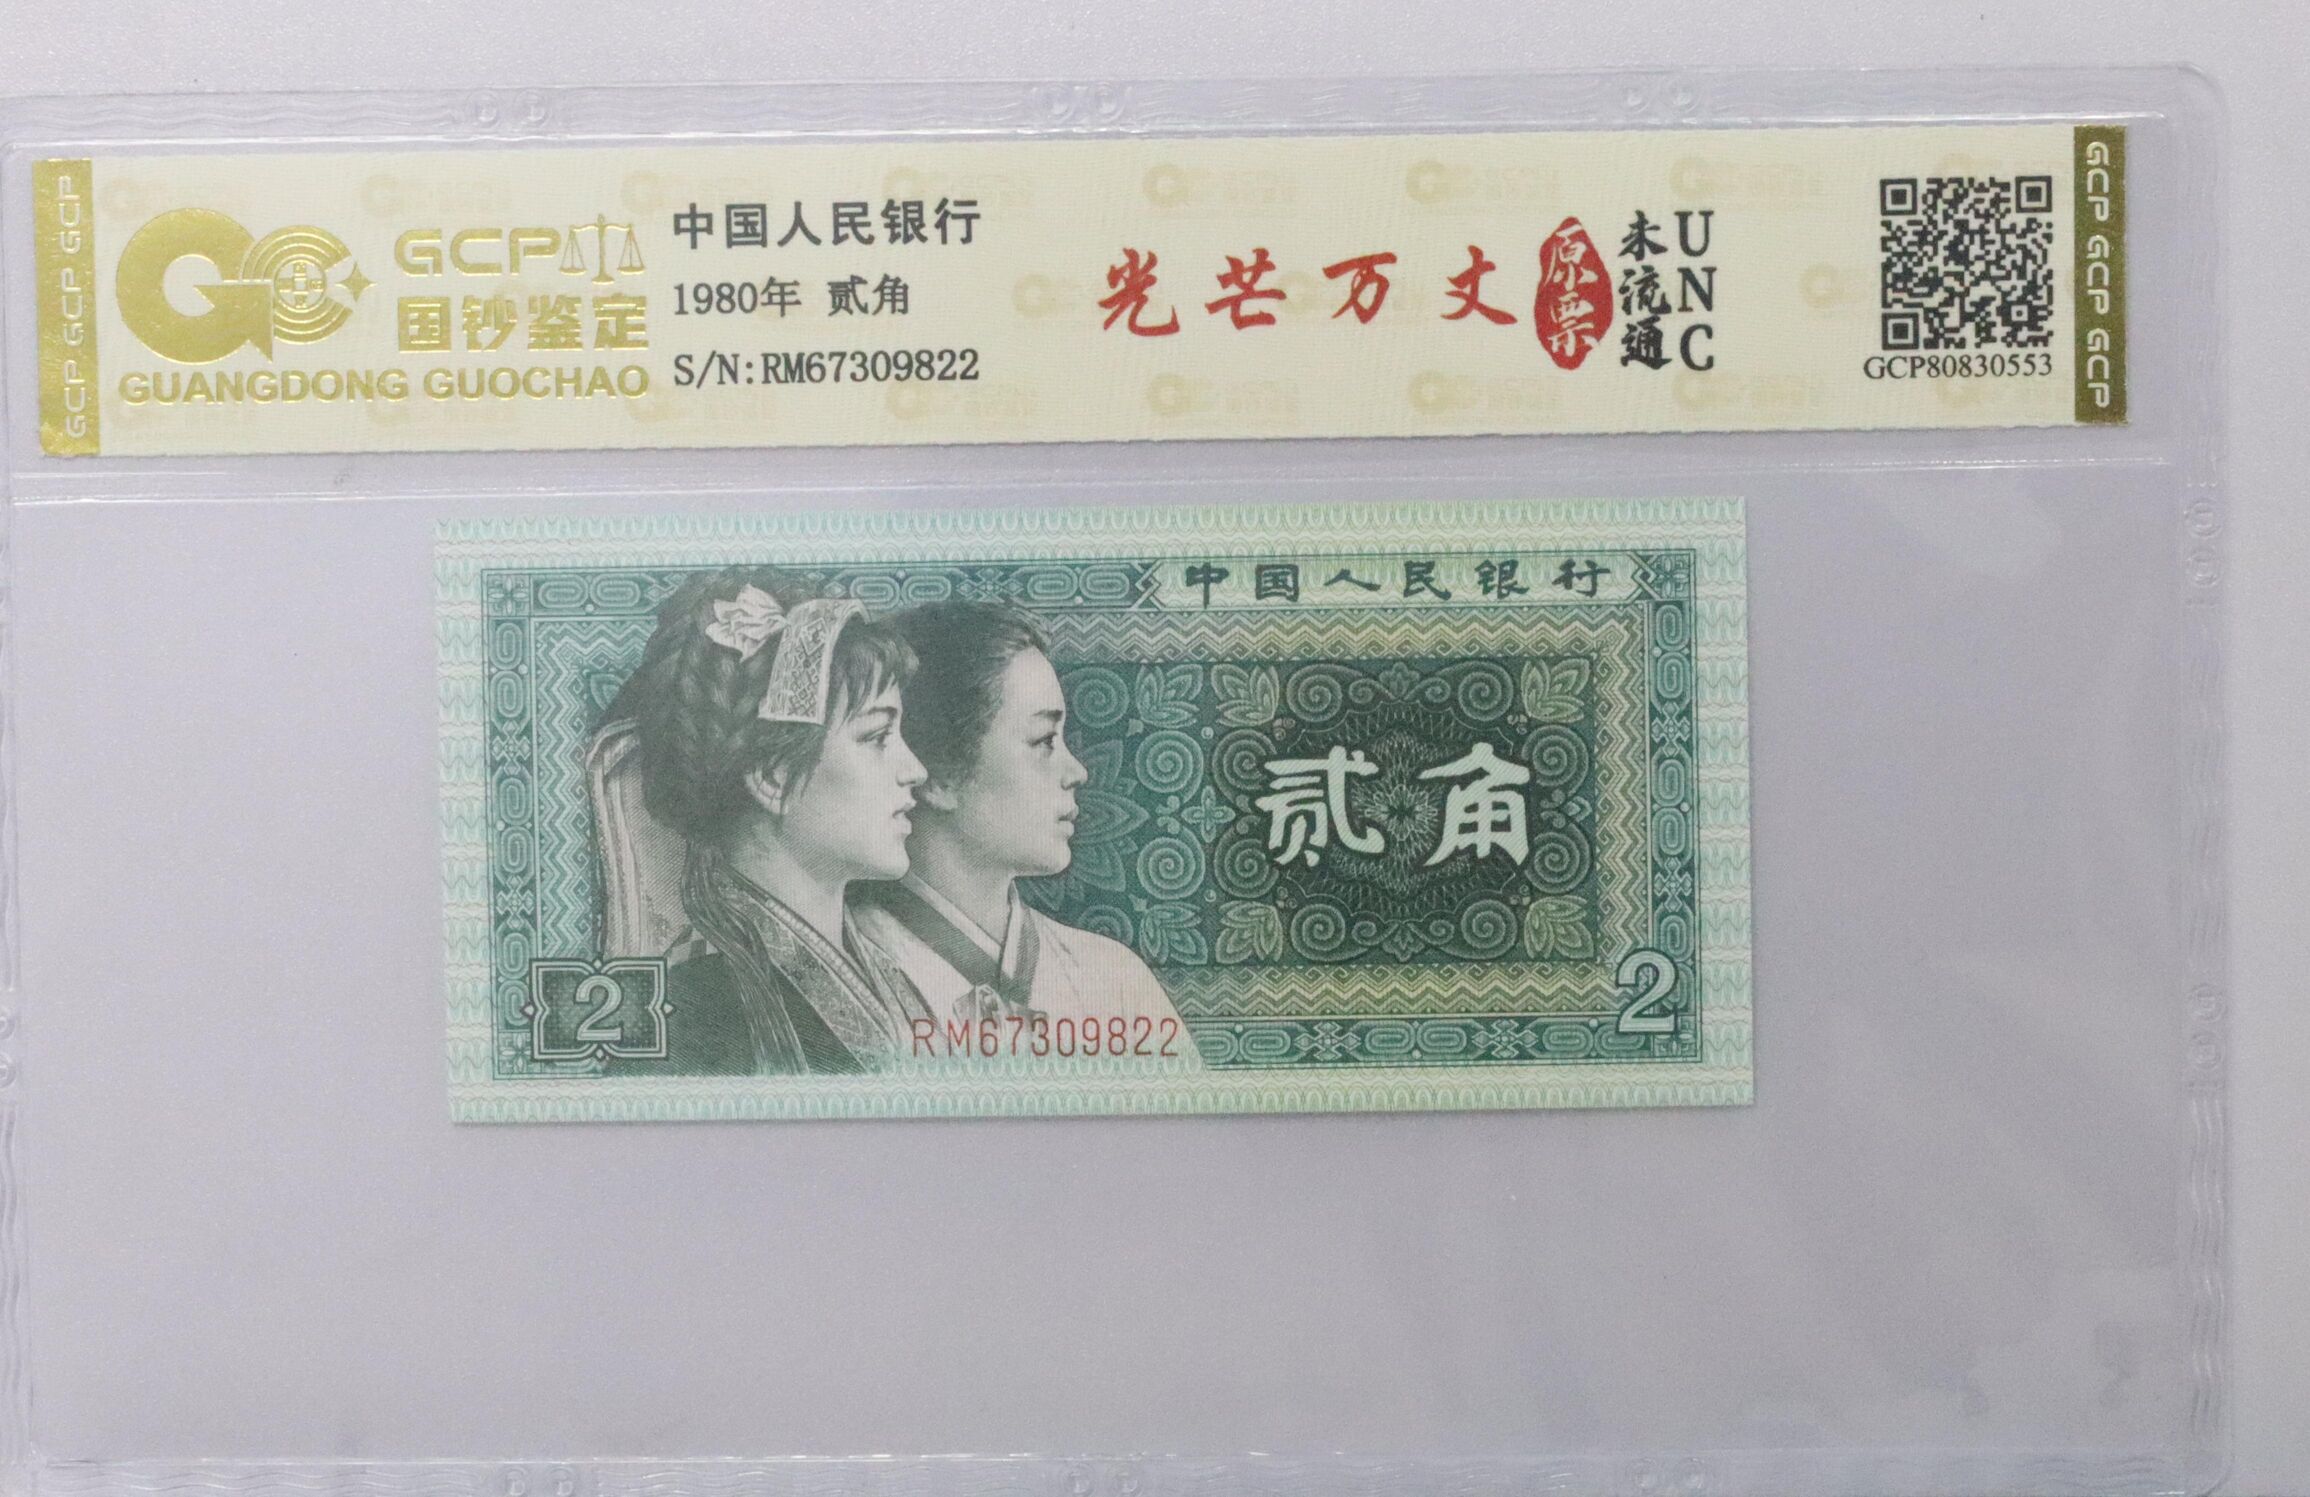 GCP GCP GCP
GCP
国钞鉴定
GUANGDONG GUOCHAO
中国人民银行
1980年 贰角
S/N:RM67309822
光芒万丈
原票
未流通
UNC
GCP80830553
GCP GCP GCP
中国人民银行
贰角
2
2
RM67309822